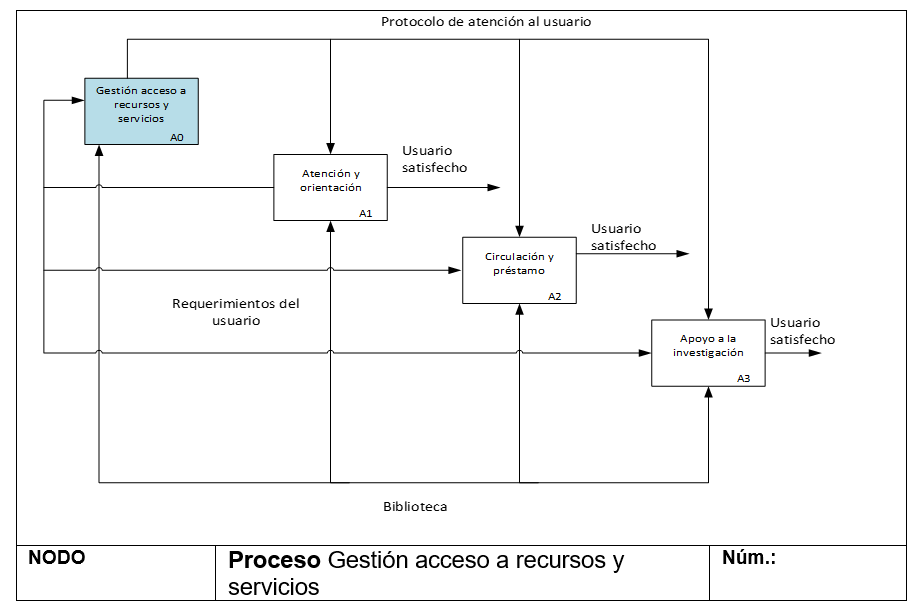 Protocolo de atención al usuario
Gestión acceso a
recursos y
servicios
A0
Usuario
satisfecho
Atención y
orientación
A1
Usuario
satisfecho
Circulación y
préstamo
A2
Requerimientos del
usuario
Usuario
satisfecho
Apoyo a la
investigación
A3
Biblioteca
NODO
Proceso Gestión acceso a recursos y
servicios
Núm.: